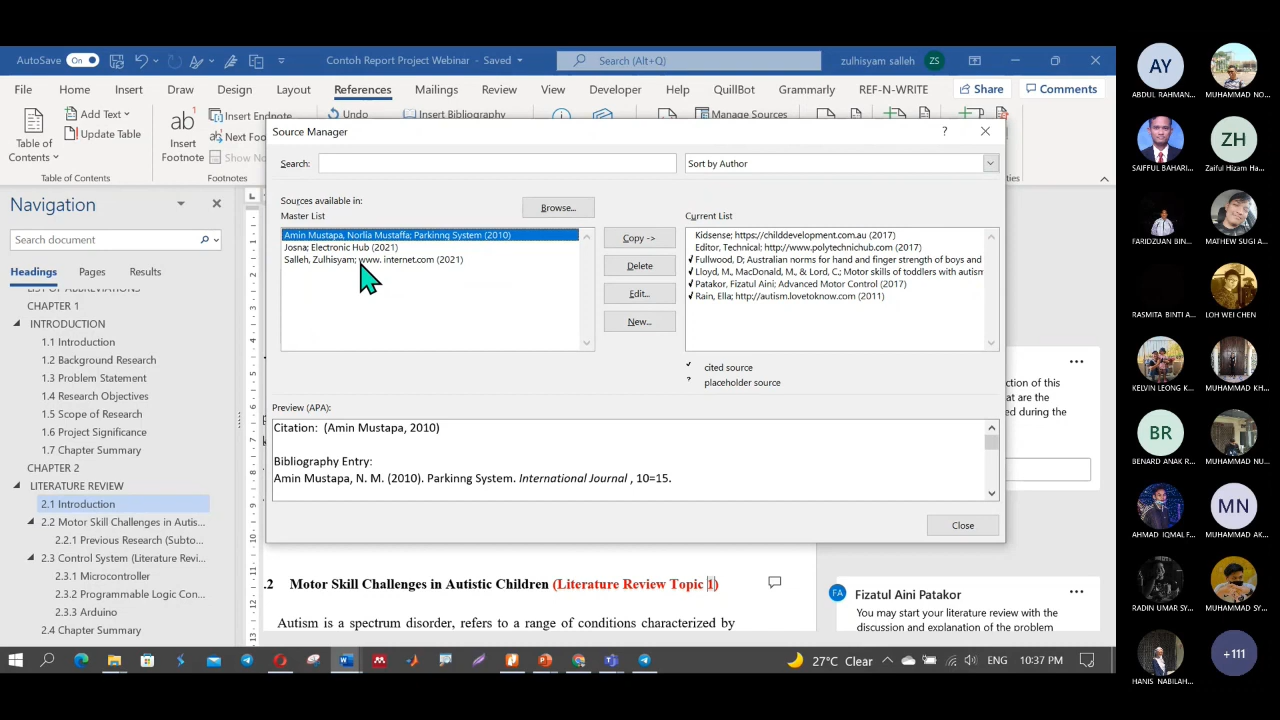 AutoSave On Contoh Report Project Webinar - Saved Search (Alt+Q) zulhisyam salleh ZS
File Home Insert Draw Design Layout References Mailings Review View Developer Help QuillBot Grammarly REF-N-WRITE Share Comments
Table of Contents
Add Text
Update Table
Table of Contents
ab
Insert Footnote
Insert Endnote
Next Foo
Show No
Footnotes
Undo
Insert Bibliography
Manage Sources
Source Manager
Search:
Sort by Author
Sources available in:
Master List
Browse...
Current List
Amin Mustapa, Norlia Mustaffa; Parkinng System (2010)
Josna; Electronic Hub (2021)
Salleh, Zulhisyam; www. internet.com (2021)
Copy ->
Delete
Edit...
New...
Kidsense; https://childdevelopment.com.au (2017)
Editor, Technical; http://www.polytechnichub.com (2017)
Fullwood, D; Australian norms for hand and finger strength of boys and
Lloyd, M., MacDonald, M., & Lord, C.; Motor skills of toddlers with autism
Patakor, Fizatul Aini; Advanced Motor Control (2017)
Rain, Ella; http://autism.lovetoknow.com (2011)
cited source
? placeholder source
Preview (APA):
Citation: (Amin Mustapa, 2010)
Bibliography Entry:
Amin Mustapa, N. M. (2010). Parkinng System. International Journal , 10=15.
Close
Navigation
Search document
Headings Pages Results
LIST OF ABBREVIATIONS
CHAPTER 1
INTRODUCTION
1.1 Introduction
1.2 Background Research
1.3 Problem Statement
1.4 Research Objectives
1.5 Scope of Research
1.6 Project Significance
1.7 Chapter Summary
CHAPTER 2
LITERATURE REVIEW
2.1 Introduction
2.2 Motor Skill Challenges in Autis...
2.2.1 Previous Research (Subto...
2.3 Control System (Literature Revi...
2.3.1 Microcontroller
2.3.2 Programmable Logic Con...
2.3.3 Arduino
2.4 Chapter Summary
.2 Motor Skill Challenges in Autistic Children (Literature Review Topic 1)
Autism is a spectrum disorder, refers to a range of conditions characterized by
ction of this
at are the
ed during the
FA Fizatul Aini Patakor
You may start your literature review with the
discussion and explanation of the problem
27°C Clear ENG 10:37 PM
AY
ABDUL RAHMAN...
MUHAMMAD NO...
SAIFFUL BAHARI...
ZH
Zaiful Hizam Ha...
FARIDZUAN BIN...
MATHEW SUGI A...
RASMITA BINTI A...
LOH WEI CHEN
KELVIN LEONG K...
MUHAMMAD KH...
BR
BENARD ANAK R...
MUHAMMAD NU...
AHMAD IQMAL F...
MN
MUHAMMAD AK...
RADIN UMAR SY...
MUHAMMAD SY...
HANIS NABILAH...
+111